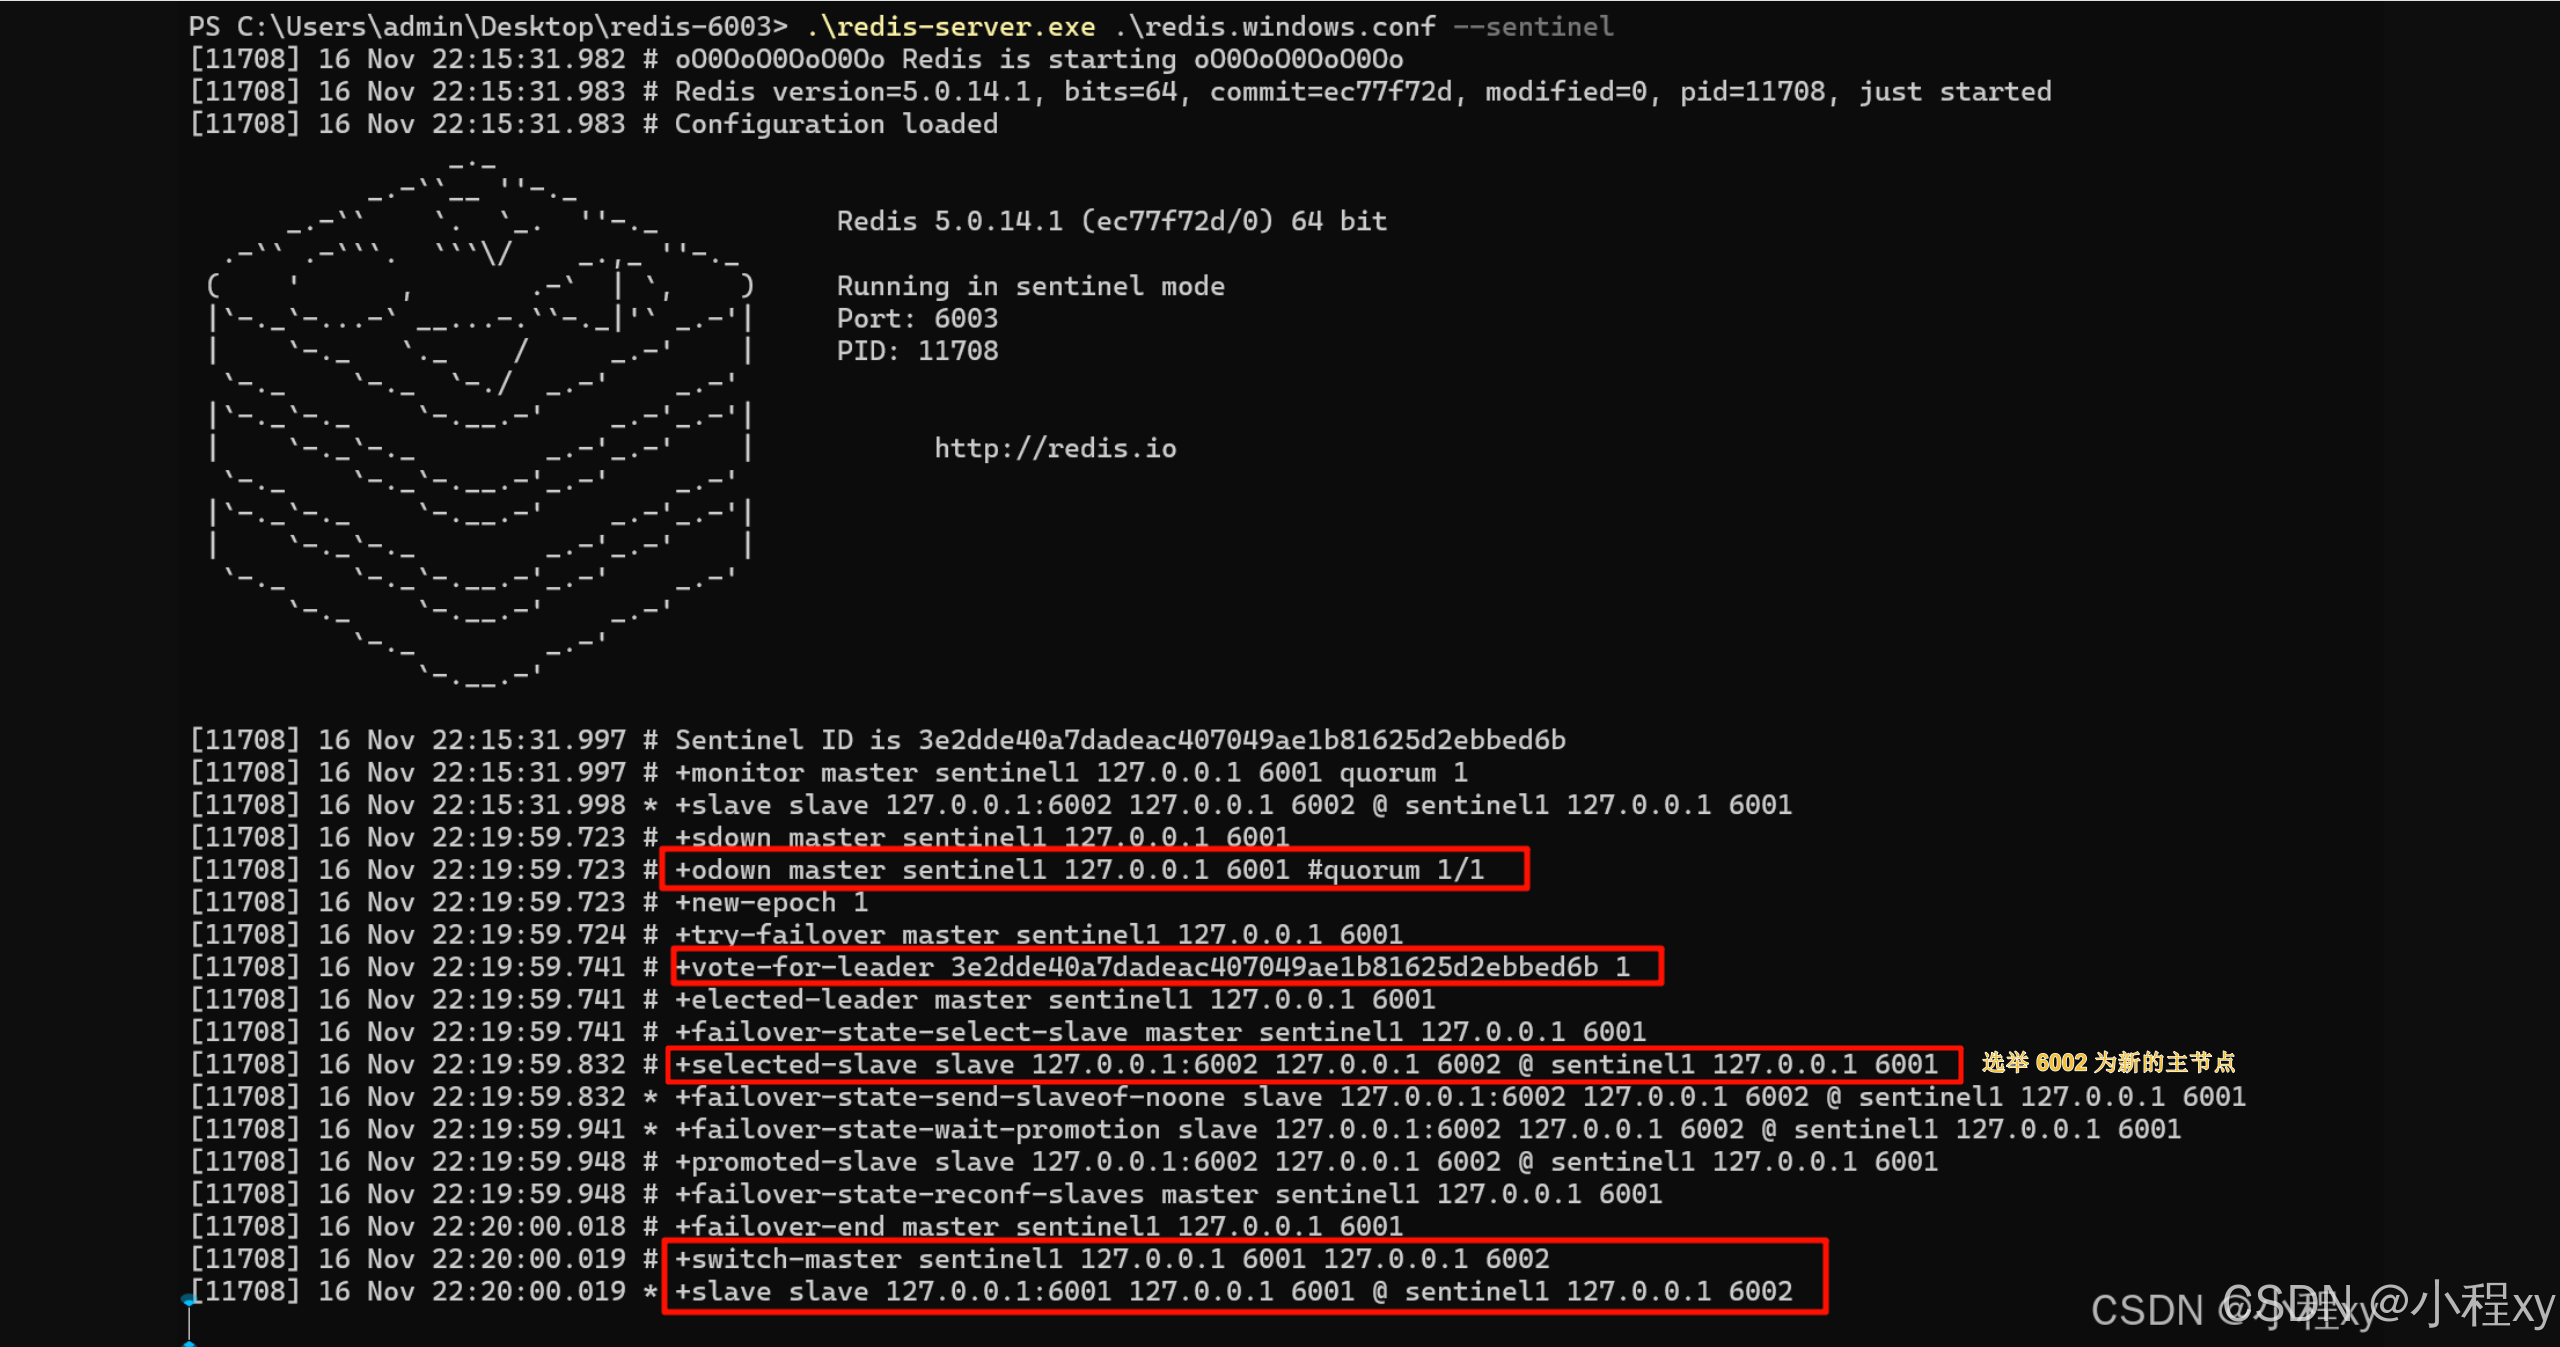 PS C:\Users\admin\Desktop\redis-6003> .\redis-server.exe .\redis.windows.conf --sentinel
[11708] 16 Nov 22:15:31.982 # oO0OoO0OoO0Oo Redis is starting oO0OoO0OoO0Oo
[11708] 16 Nov 22:15:31.983 # Redis version=5.0.14.1, bits=64, commit=ec77f72d, modified=0, pid=11708, just started
[11708] 16 Nov 22:15:31.983 # Configuration loaded
Redis 5.0.14.1 (ec77f72d/0) 64 bit
Running in sentinel mode
Port: 6003
PID: 11708
http://redis.io
[11708] 16 Nov 22:15:31.997 # Sentinel ID is 3e2dde40a7dadeac407049ae1b81625d2ebbed6b
[11708] 16 Nov 22:15:31.997 # +monitor master sentinel1 127.0.0.1 6001 quorum 1
[11708] 16 Nov 22:15:31.998 * +slave slave 127.0.0.1:6002 127.0.0.1 6002 @ sentinel1 127.0.0.1 6001
[11708] 16 Nov 22:19:59.723 # +sdown master sentinel1 127.0.0.1 6001
[11708] 16 Nov 22:19:59.723 # +odown master sentinel1 127.0.0.1 6001 #quorum 1/1
[11708] 16 Nov 22:19:59.723 # +new-epoch 1
[11708] 16 Nov 22:19:59.724 # +try-failover master sentinel1 127.0.0.1 6001
[11708] 16 Nov 22:19:59.741 # +vote-for-leader 3e2dde40a7dadeac407049ae1b81625d2ebbed6b 1
[11708] 16 Nov 22:19:59.741 # +elected-leader master sentinel1 127.0.0.1 6001
[11708] 16 Nov 22:19:59.741 # +failover-state-select-slave master sentinel1 127.0.0.1 6001
[11708] 16 Nov 22:19:59.832 # +selected-slave slave 127.0.0.1:6002 127.0.0.1 6002 @ sentinel1 127.0.0.1 6001 选举 6002 为新的主节点
[11708] 16 Nov 22:19:59.832 * +failover-state-send-slaveof-noone slave 127.0.0.1:6002 127.0.0.1 6002 @ sentinel1 127.0.0.1 6001
[11708] 16 Nov 22:19:59.941 * +failover-state-wait-promotion slave 127.0.0.1:6002 127.0.0.1 6002 @ sentinel1 127.0.0.1 6001
[11708] 16 Nov 22:19:59.948 # +promoted-slave slave 127.0.0.1:6002 127.0.0.1 6002 @ sentinel1 127.0.0.1 6001
[11708] 16 Nov 22:19:59.948 # +failover-state-reconf-slaves master sentinel1 127.0.0.1 6001
[11708] 16 Nov 22:20:00.018 # +failover-end master sentinel1 127.0.0.1 6001
[11708] 16 Nov 22:20:00.019 # +switch-master sentinel1 127.0.0.1 6001 127.0.0.1 6002
[11708] 16 Nov 22:20:00.019 * +slave slave 127.0.0.1:6001 127.0.0.1 6001 @ sentinel1 127.0.0.1 6002
CSDN @小程xy
CSDN @小程xy